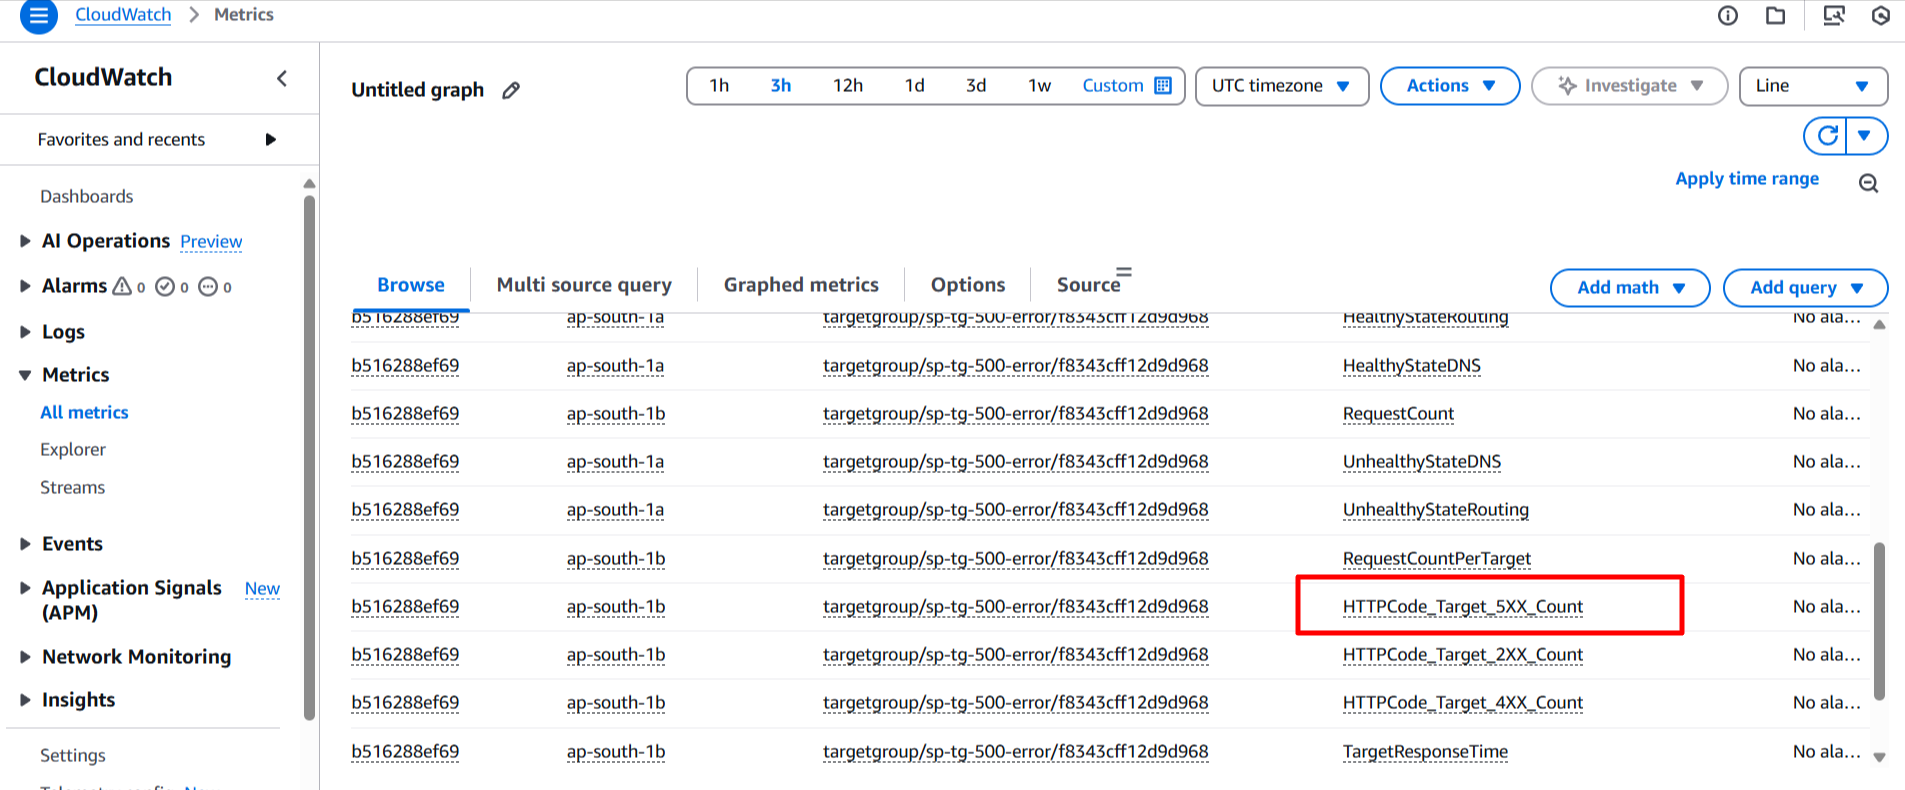 CloudWatch > Metrics
CloudWatch
Favorites and recents
Dashboards
AI Operations Preview
Alarms 0 0 0
Logs
Metrics
All metrics
Explorer
Streams
Events
Application Signals New
(APM)
Network Monitoring
Insights
Settings
Untitled graph
1h 3h 12h 1d 3d 1w Custom UTC timezone Actions Investigate Line
Apply time range
Browse Multi source query Graphed metrics Options Source Add math Add query
b516288ef69 ap-south-1a targetgroup/sp-tg-500-error/f8343cff12d9d968 HealthyStateRouting No ala...
b516288ef69 ap-south-1a targetgroup/sp-tg-500-error/f8343cff12d9d968 HealthyStateDNS No ala...
b516288ef69 ap-south-1b targetgroup/sp-tg-500-error/f8343cff12d9d968 RequestCount No ala...
b516288ef69 ap-south-1a targetgroup/sp-tg-500-error/f8343cff12d9d968 UnhealthyStateDNS No ala...
b516288ef69 ap-south-1a targetgroup/sp-tg-500-error/f8343cff12d9d968 UnhealthyStateRouting No ala...
b516288ef69 ap-south-1b targetgroup/sp-tg-500-error/f8343cff12d9d968 RequestCountPerTarget No ala...
b516288ef69 ap-south-1b targetgroup/sp-tg-500-error/f8343cff12d9d968 HTTPCode_Target_5XX_Count No ala...
b516288ef69 ap-south-1b targetgroup/sp-tg-500-error/f8343cff12d9d968 HTTPCode_Target_2XX_Count No ala...
b516288ef69 ap-south-1b targetgroup/sp-tg-500-error/f8343cff12d9d968 HTTPCode_Target_4XX_Count No ala...
b516288ef69 ap-south-1b targetgroup/sp-tg-500-error/f8343cff12d9d968 TargetResponseTime No ala...